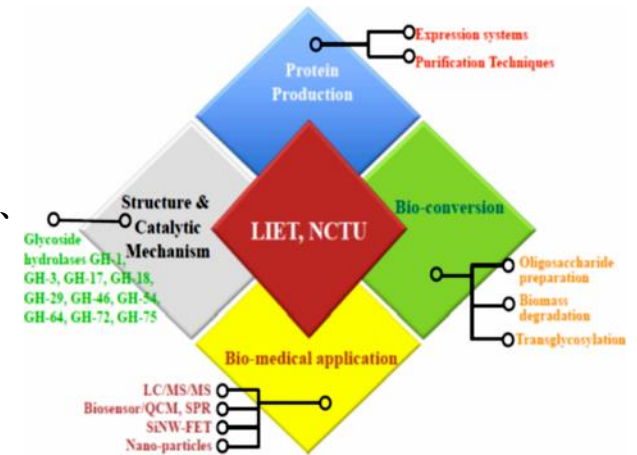 Expression systems
Purification Techniques
Protein
Production
、
Structure &
Catalytic
Mechanism
LIET, NCTU
Bio-conversion
Glycoside
hydrolases GH-1,
GH-3, GH-17, GH-18,
GH-29, GH-46, GH-54,
GH-64, GH-72, GH-75
Oligosaccharide
preparation
Biomass
degradation
Transglycosylation
Bio-medical application
LC/MS/MS
Biosensor/QCM, SPR
SiNW-FET
Nano-particles